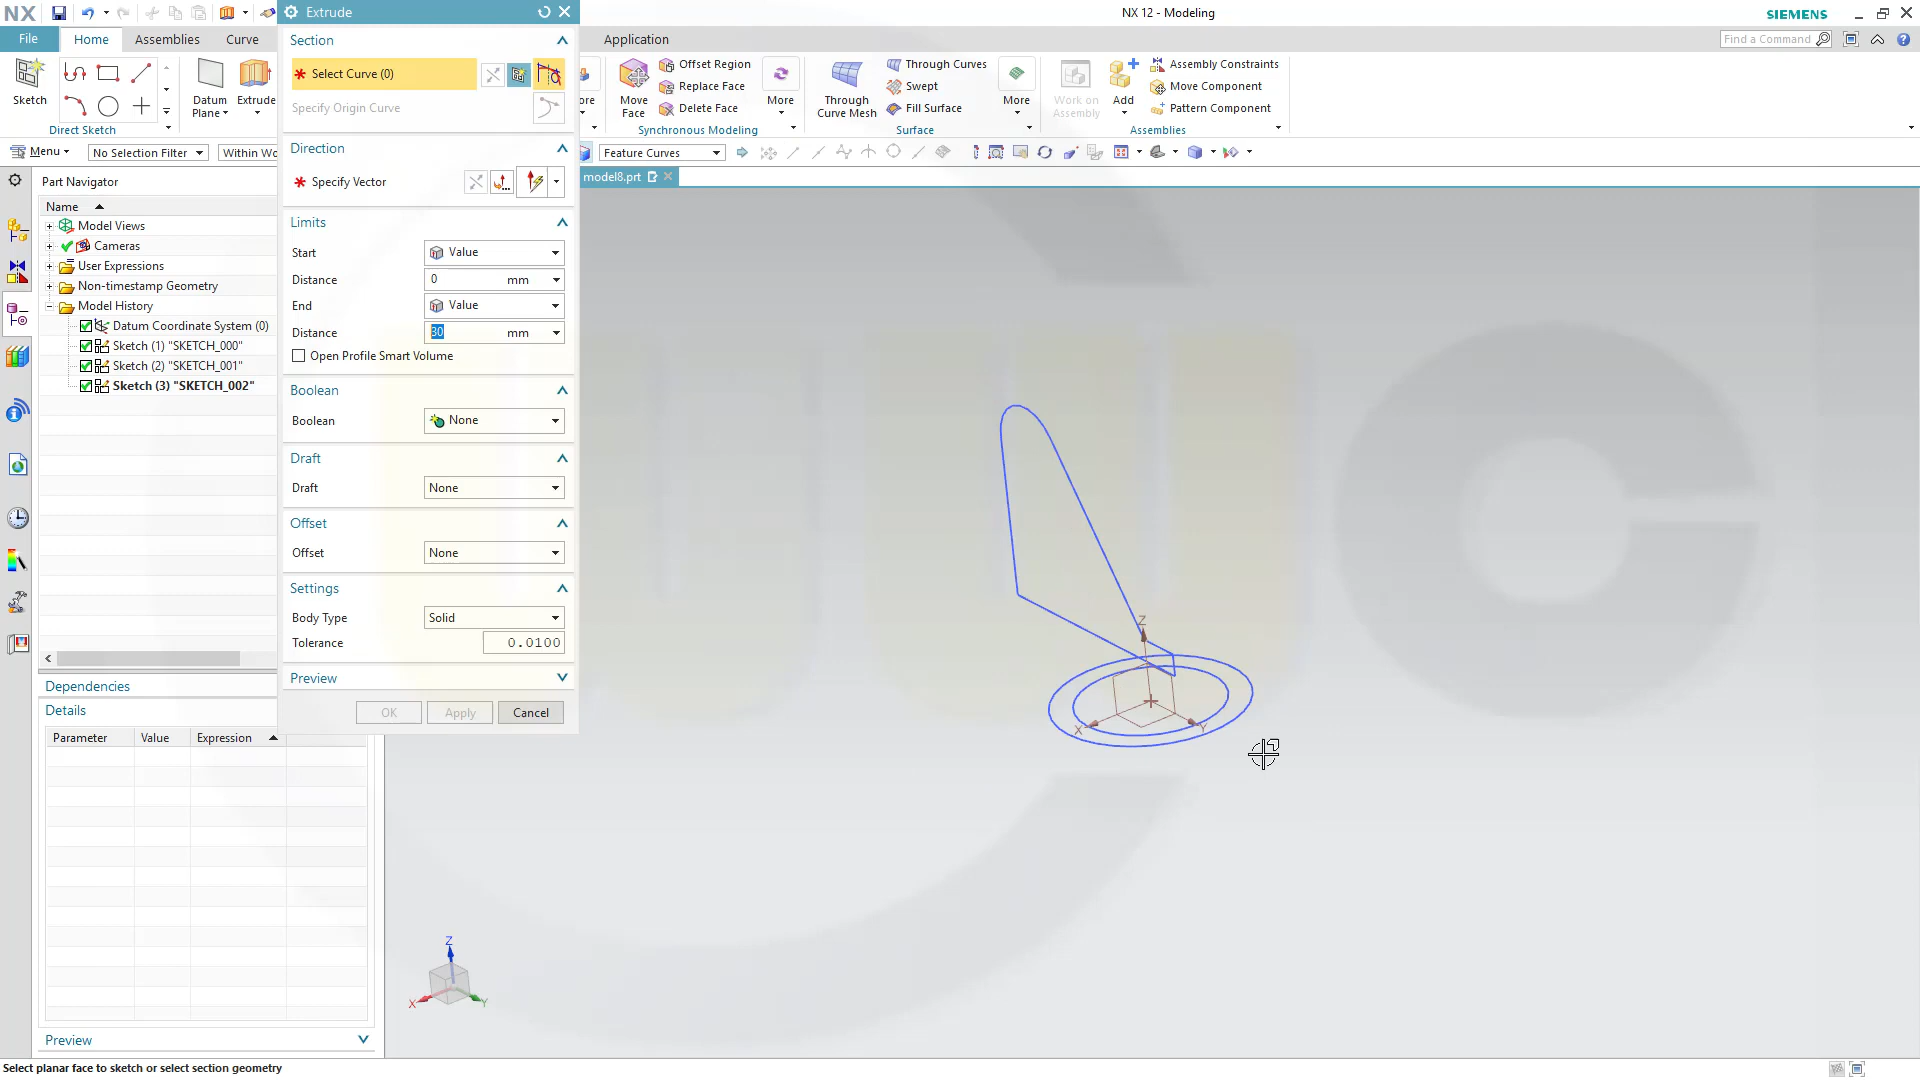 NX
Extrude
NX 12 - Modeling
SIEMENS
File
Home
Assemblies
Curve
Application
Find a Command
Section
Select Curve (0)
Specify Origin Curve
Sketch
Direct Sketch
Datum
Plane
Extrude
ore
Move
Face
Offset Region
Replace Face
Delete Face
More
Synchronous Modeling
Through
Curve Mesh
Through Curves
Swept
Fill Surface
More
Surface
Work on
Assembly
Add
Assembly Constraints
Move Component
Pattern Component
Assemblies
Menu
No Selection Filter
Within Wo
Feature Curves
model8.prt
Direction
Specify Vector
Limits
Start
Value
Distance
0
mm
End
Value
Distance
30
mm
Open Profile Smart Volume
Boolean
Boolean
None
Draft
Draft
None
Offset
Offset
None
Settings
Body Type
Solid
Tolerance
0.0100
Preview
OK
Apply
Cancel
Part Navigator
Name
Model Views
Cameras
User Expressions
Non-timestamp Geometry
Model History
Datum Coordinate System (0)
Sketch (1) "SKETCH_000"
Sketch (2) "SKETCH_001"
Sketch (3) "SKETCH_002"
Dependencies
Details
Parameter
Value
Expression
Preview
Z
X
Y
Z
X
Y
Select planar face to sketch or select section geometry